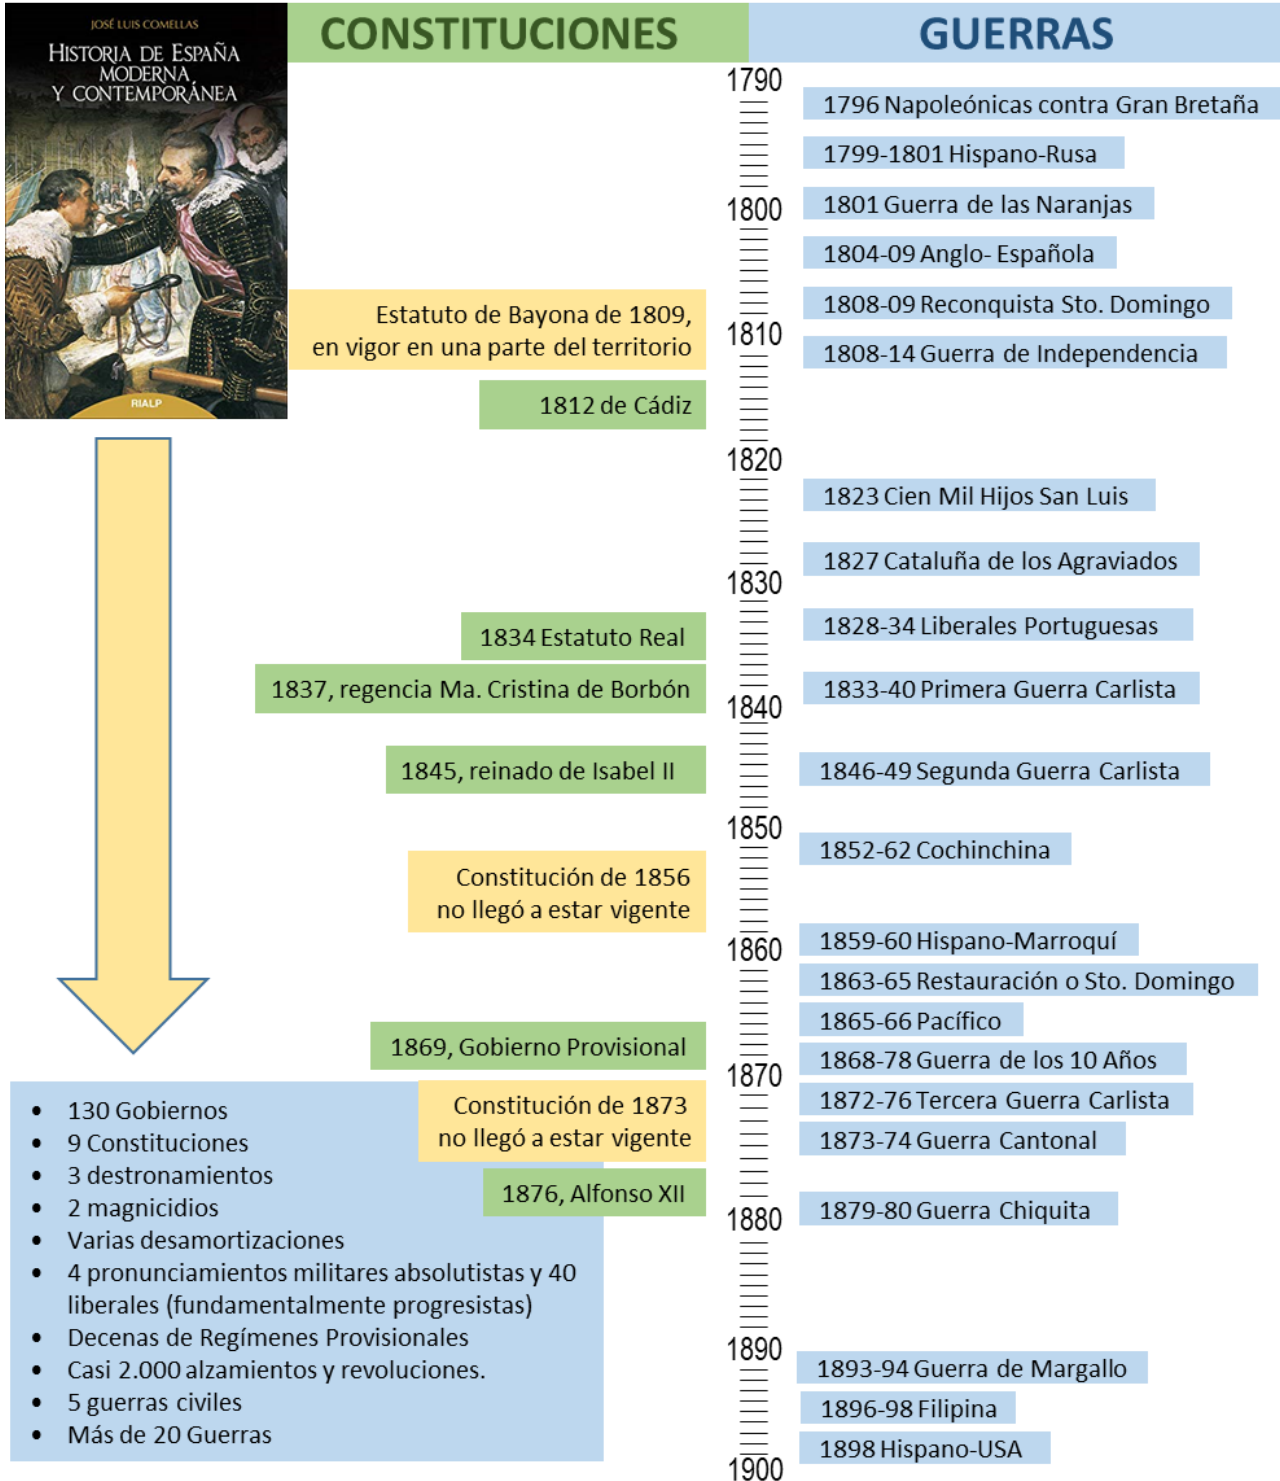 JOSÉ LUIS COMELLAS
HISTORIA DE ESPAÑA
MODERNA
Y CONTEMPORÁNEA
RIALP
CONSTITUCIONES
Estatuto de Bayona de 1809,
en vigor en una parte del territorio
1812 de Cádiz
1834 Estatuto Real
1837, regencia Ma. Cristina de Borbón
1845, reinado de Isabel II
Constitución de 1856
no llegó a estar vigente
1869, Gobierno Provisional
Constitución de 1873
no llegó a estar vigente
1876, Alfonso XII
1790
1800
1810
1820
1830
1840
1850
1860
1870
1880
1890
1900
GUERRAS
1796 Napoleónicas contra Gran Bretaña
1799-1801 Hispano-Rusa
1801 Guerra de las Naranjas
1804-09 Anglo- Española
1808-09 Reconquista Sto. Domingo
1808-14 Guerra de Independencia
1823 Cien Mil Hijos San Luis
1827 Cataluña de los Agraviados
1828-34 Liberales Portuguesas
1833-40 Primera Guerra Carlista
1846-49 Segunda Guerra Carlista
1852-62 Cochinchina
1859-60 Hispano-Marroquí
1863-65 Restauración o Sto. Domingo
1865-66 Pacífico
1868-78 Guerra de los 10 Años
1872-76 Tercera Guerra Carlista
1873-74 Guerra Cantonal
1879-80 Guerra Chiquita
1893-94 Guerra de Margallo
1896-98 Filipina
1898 Hispano-USA
• 130 Gobiernos
• 9 Constituciones
• 3 destronamientos
• 2 magnicidios
• Varias desamortizaciones
• 4 pronunciamientos militares absolutistas y 40
liberales (fundamentalmente progresistas)
• Decenas de Regímenes Provisionales
• Casi 2.000 alzamientos y revoluciones.
• 5 guerras civiles
• Más de 20 Guerras